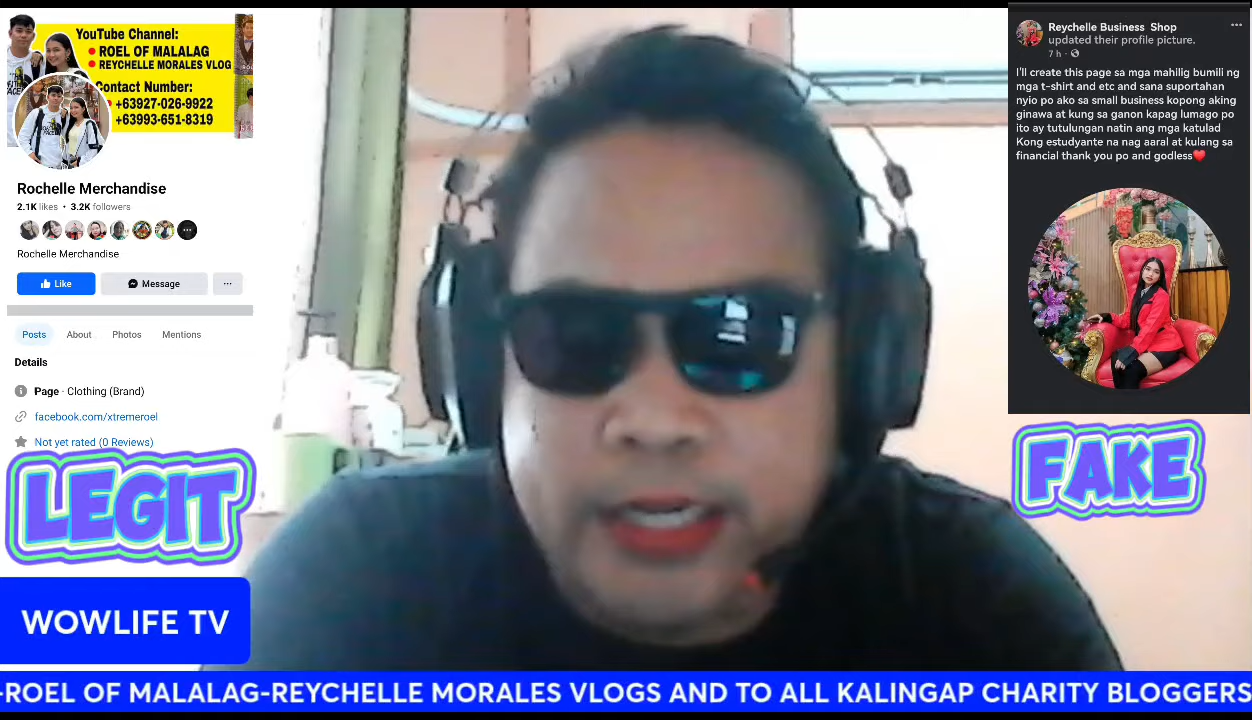 YouTube Channel:
ROEL OF MALALAG
REYCHELLE MORALES VLOG
Contact Number:
+63927-026-9922
+63993-651-8319
Rochelle Merchandise
2.1K likes • 3.2K followers
Rochelle Merchandise
Like
Message
Posts About Photos Mentions
Details
Page · Clothing (Brand)
facebook.com/xtremeroel
Not yet rated (0 Reviews)
LEGIT
WOWLIFE TV
Reychelle Business Shop
updated their profile picture.
7 h
I'll create this page sa mga mahilig bumili ng
mga t-shirt and etc and sana suportahan
nyio po ako sa small business kopong aking
ginawa at kung sa ganon kapag lumago po
ito ay tutulungan natin ang mga katulad
Kong estudyante na nag aaral at kulang sa
financial thank you po and godless❤️
FAKE
-ROEL OF MALALAG-REYCHELLE MORALES VLOGS AND TO ALL KALINGAP CHARITY BLOGGERS